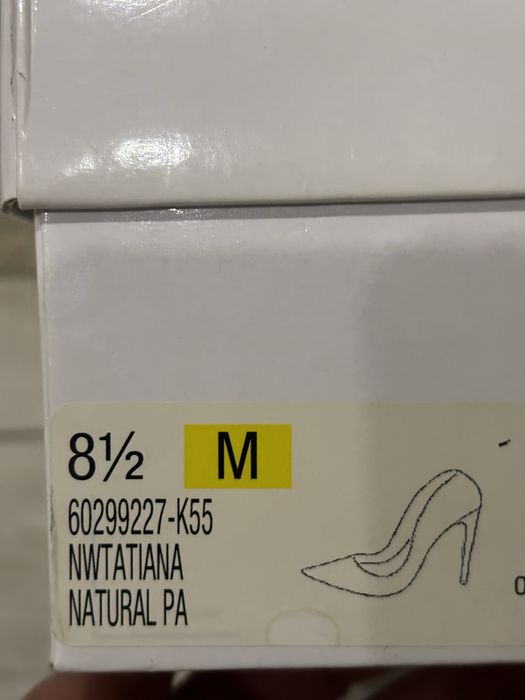 8½ M
60299227-K55
NWTATIANA
NATURAL PA